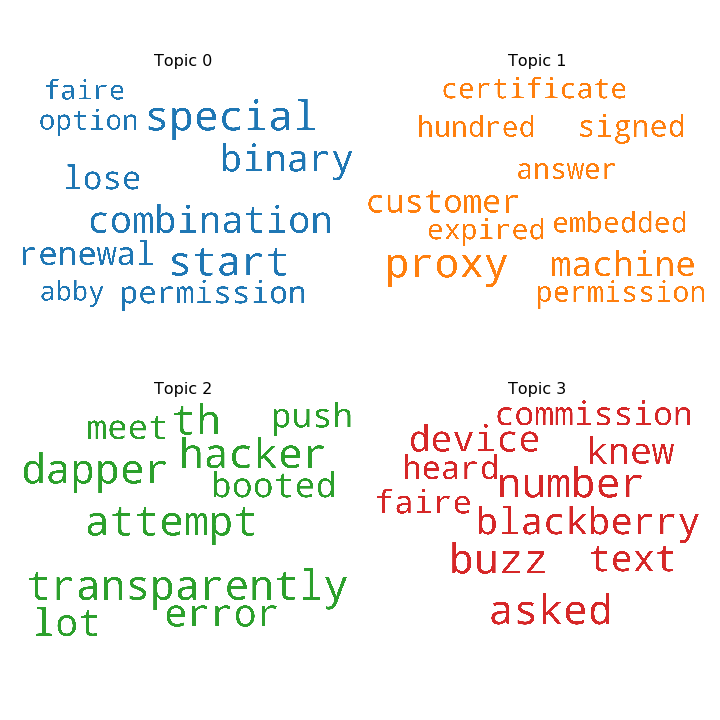 Topic 0
faire
option
special
binary
lose
combination
renewal
start
abby
permission
Topic 1
certificate
hundred
signed
answer
customer
expired
embedded
proxy
machine
permission
Topic 2
meet
th
push
dapper
hacker
booted
attempt
transparently
lot
error
Topic 3
commission
device
knew
heard
number
faire
blackberry
buzz
text
asked